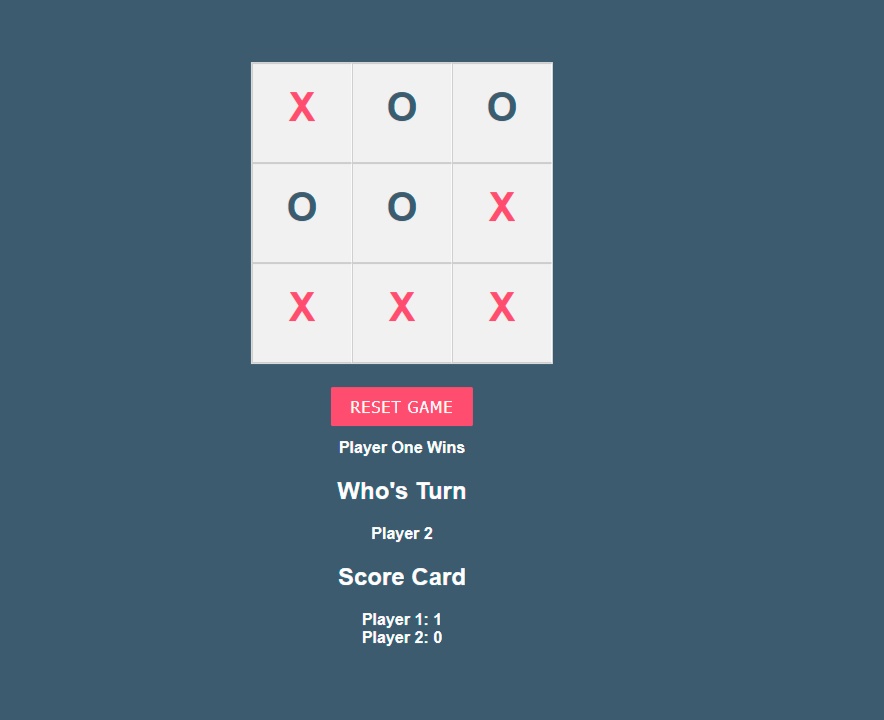 X O O
O O X
X X X
RESET GAME
Player One Wins
Who's Turn
Player 2
Score Card
Player 1: 1
Player 2: 0